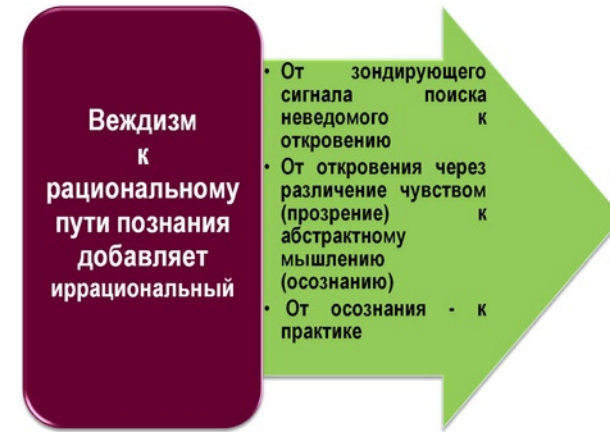 Веждизм
к
рациональному
пути познания
добавляет
иррациональный
• От зондирующего
сигнала поиска
неведомого к
откровению
• От откровения через
различение чувством
(прозрение) к
абстрактному
мышлению
(осознанию)
• От осознания - к
практике